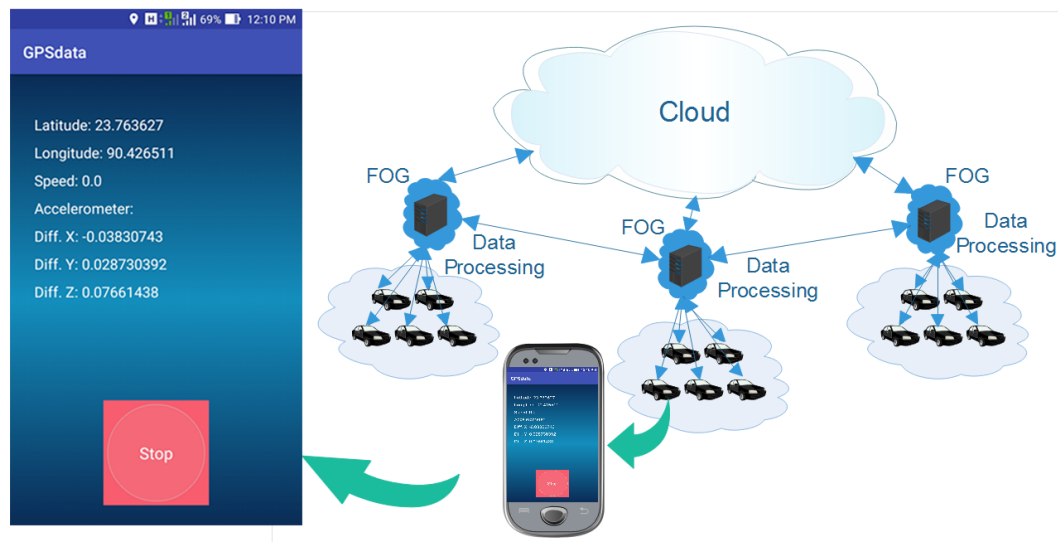 69% 12:10 PM
GPSdata
Latitude: 23.763627
Longitude: 90.426511
Speed: 0.0
Accelerometer:
Diff. X: -0.03830743
Diff. Y: 0.028730392
Diff. Z: 0.07661438
Stop
Cloud
FOG
Data
Processing
FOG
Data
Processing
FOG
Data
Processing
GPSdata